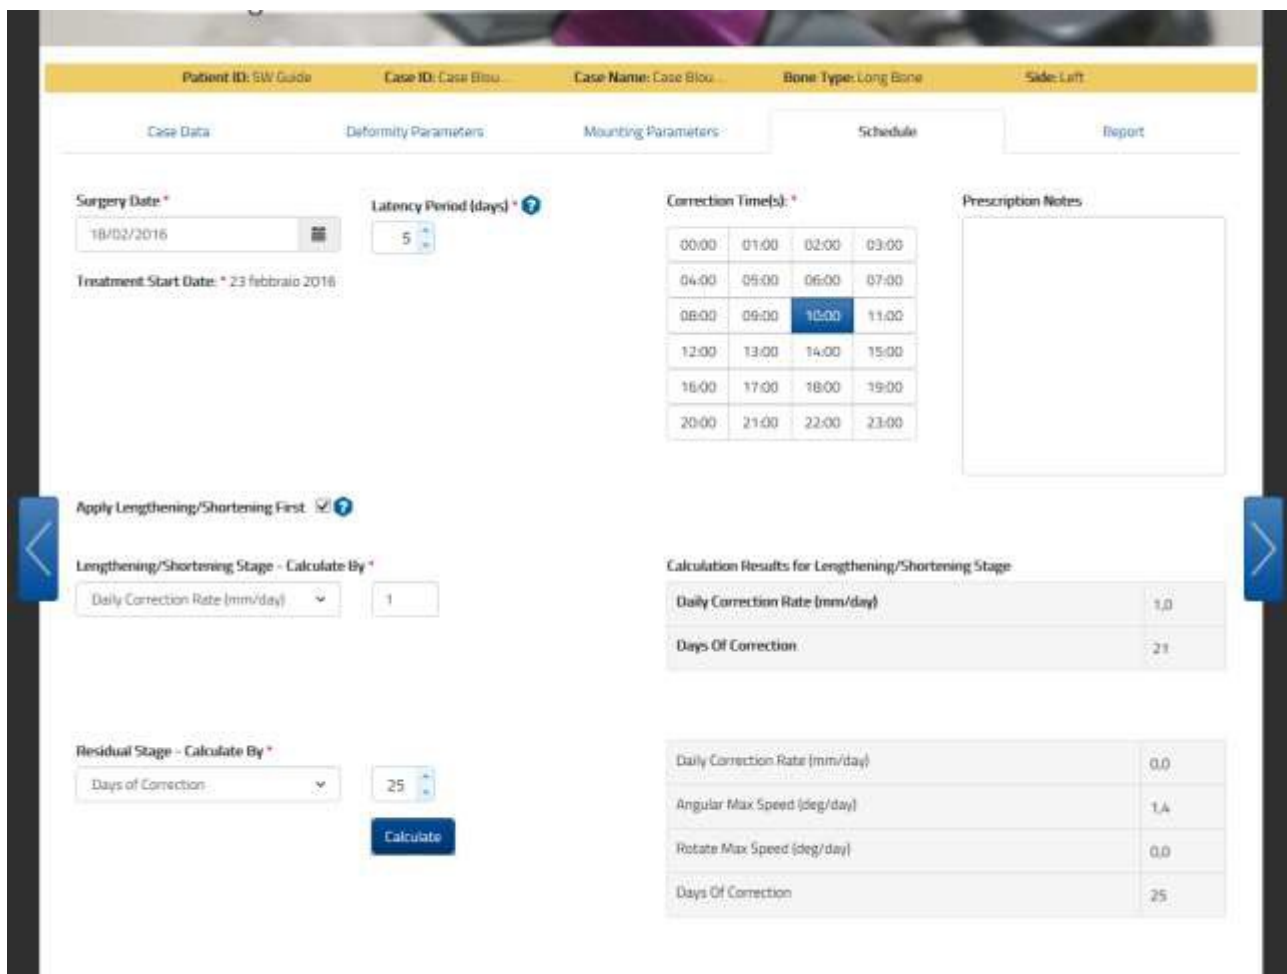 Patient ID: SW Guide Case ID: Case Blou... Case Name: Case Blou... Bone Type: Long Bone Side: Left
Case Data Deformity Parameters Mounting Parameters Schedule Report
Surgery Date *
18/02/2016
Treatment Start Date: * 23 febbraio 2016
Latency Period (days) * ?
5
Correction Time(s): *
00:00 01:00 02:00 03:00
04:00 05:00 06:00 07:00
08:00 09:00 10:00 11:00
12:00 13:00 14:00 15:00
16:00 17:00 18:00 19:00
20:00 21:00 22:00 23:00
Prescription Notes
Apply Lengthening/Shortening First ?
Lengthening/Shortening Stage - Calculate By *
Daily Correction Rate (mm/day) 1
Calculation Results for Lengthening/Shortening Stage
Daily Correction Rate (mm/day) 1,0
Days Of Correction 21
Residual Stage - Calculate By *
Days of Correction 25
Calculate
Daily Correction Rate (mm/day) 0,0
Angular Max Speed (deg/day) 1,4
Rotate Max Speed (deg/day) 0,0
Days Of Correction 25